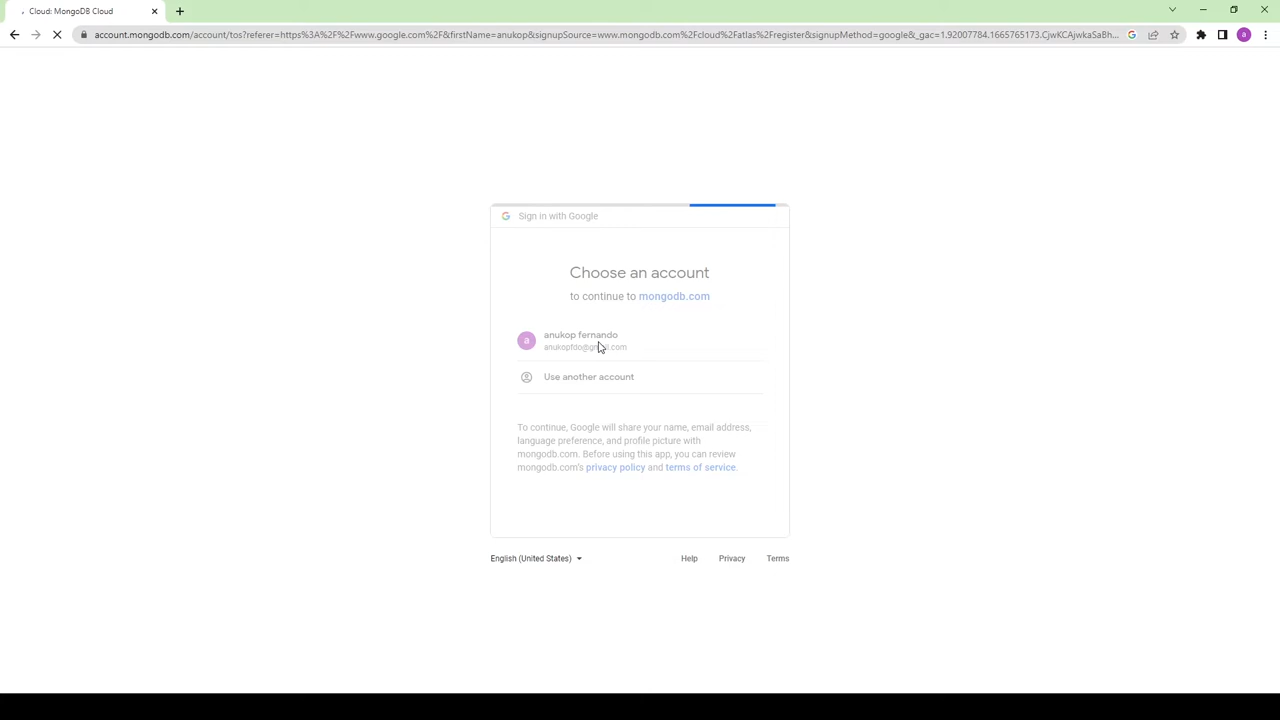 Cloud: MongoDB Cloud
account.mongodb.com/account/tos?referer=https%3A%2F%2Fwww.google.com%2F&firstName=anukop&signupSource=www.mongodb.com%2Fcloud%2Fatlas%2Fregister&signupMethod=google&_gac=1.92007784.1665765173.CjwKCAjwkaSaBh...
a
Sign in with Google
Choose an account
to continue to mongodb.com
a
anukop fernando
anukopfdo@gmail.com
Use another account
To continue, Google will share your name, email address,
language preference, and profile picture with
mongodb.com. Before using this app, you can review
mongodb.com's privacy policy and terms of service.
English (United States)
Help
Privacy
Terms